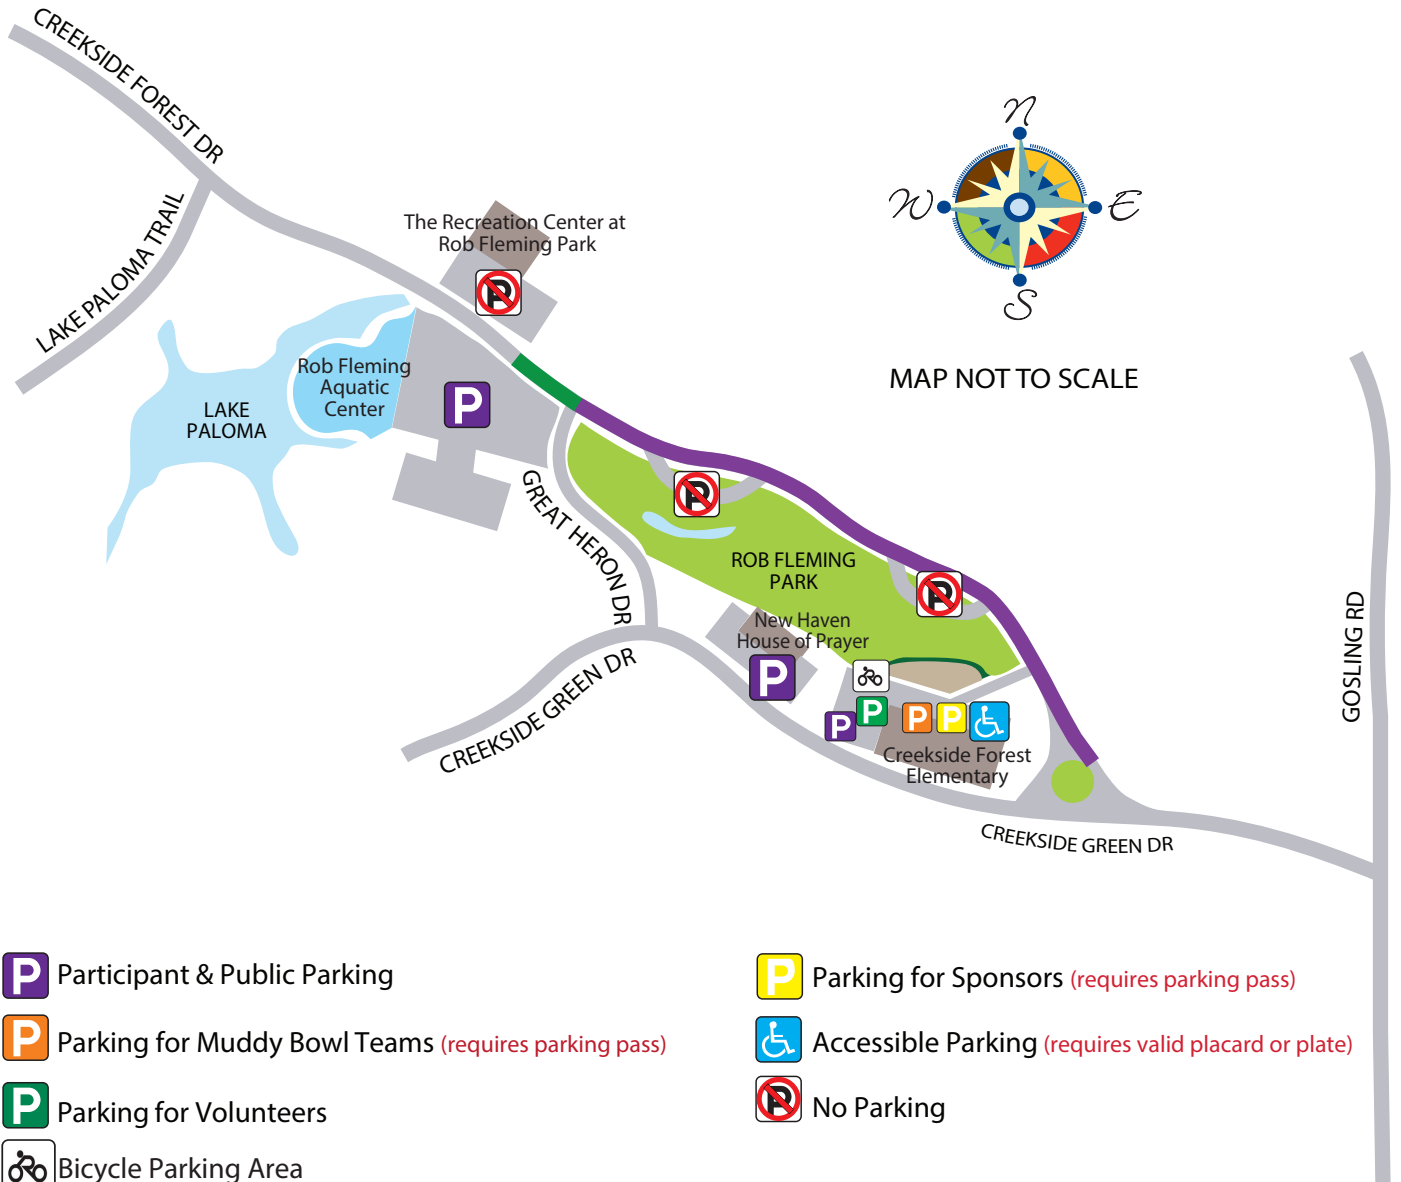 CREEKSIDE FOREST DR
N
W
E
S
LAKE PALOMA TRAIL
The Recreation Center at
Rob Fleming Park
P
MAP NOT TO SCALE
Rob Fleming
Aquatic
Center
P
LAKE
PALOMA
GREAT HERON DR
P
ROB FLEMING
PARK
P
GOSLING RD
New Haven
House of Prayer
P
CREEKSIDE GREEN DR
P
P
P
P
Creekside Forest
Elementary
CREEKSIDE GREEN DR
P Participant & Public Parking
P Parking for Muddy Bowl Teams (requires parking pass)
P Parking for Volunteers
Bicycle Parking Area
P Parking for Sponsors (requires parking pass)
Accessible Parking (requires valid placard or plate)
P No Parking